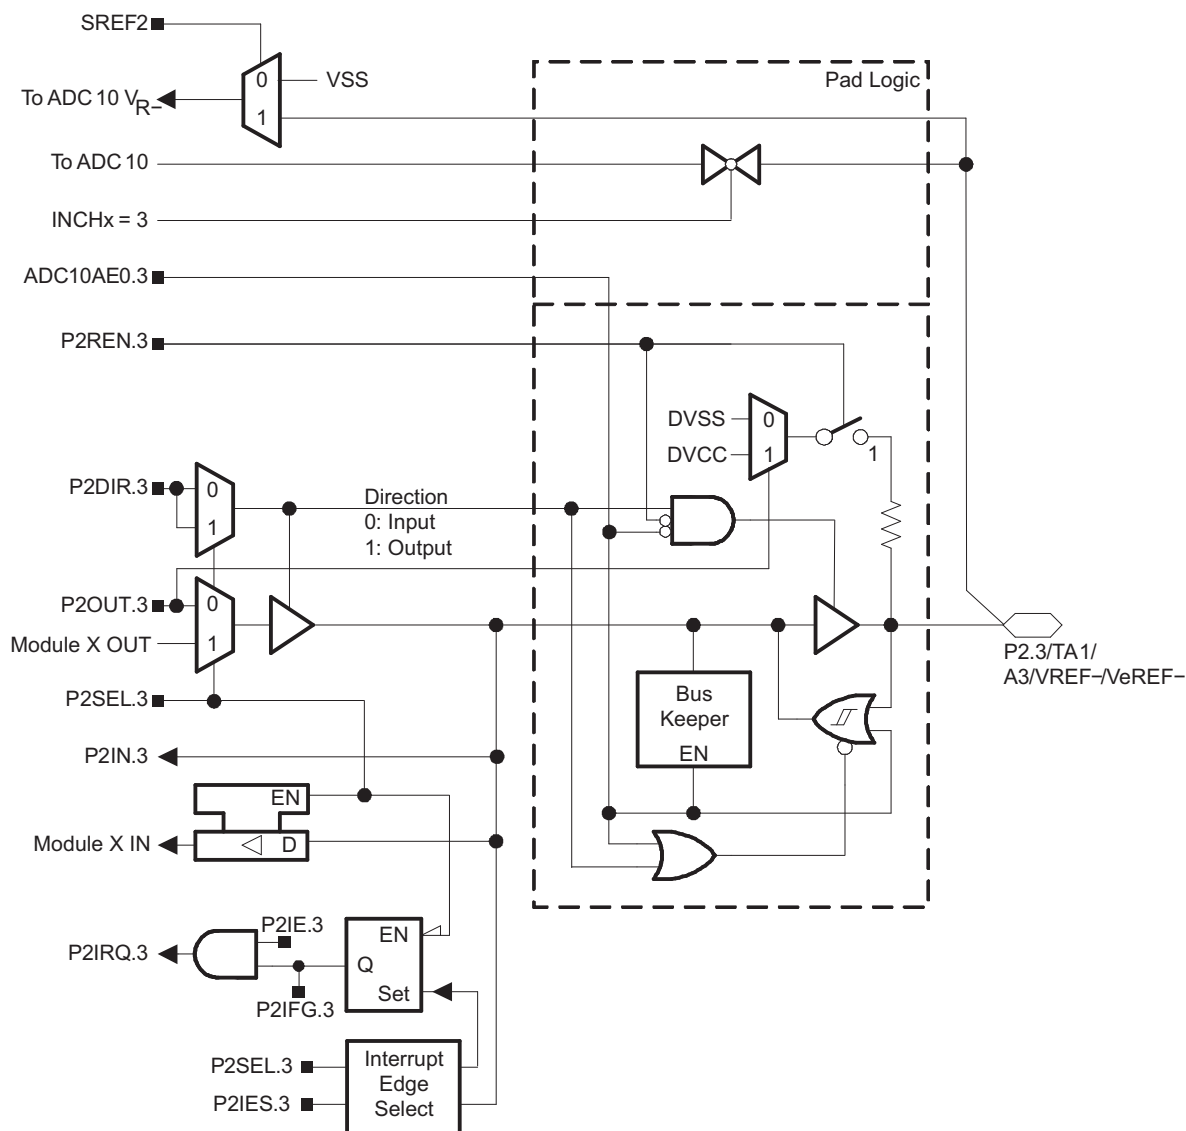 SREF2
0
VSS
Pad Logic
To ADC 10 VR−
1
To ADC 10
INCHx = 3
ADC10AE0.3
P2REN.3
DVSS
0
DVCC
1
1
P2DIR.3
0
1
Direction
0: Input
1: Output
P2OUT.3
0
Module X OUT
1
P2.3/TA1/
A3/VREF−/VeREF−
P2SEL.3
Bus
Keeper
EN
P2IN.3
EN
Module X IN
D
P2IE.3
P2IRQ.3
EN
Q
Set
P2IFG.3
P2SEL.3
P2IES.3
Interrupt
Edge
Select